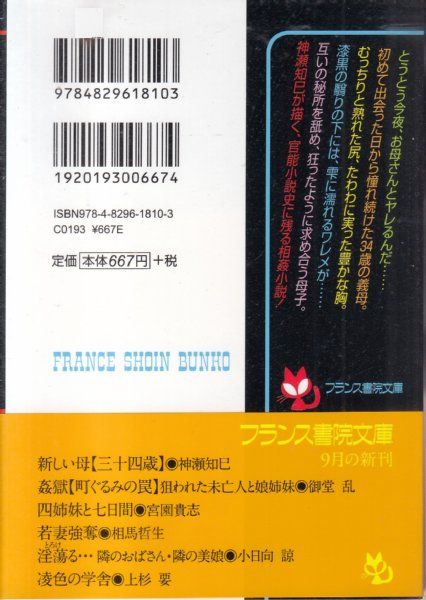 とうとう今夜、お母さんとヤレるんだ……
初めて出会った日から憧れ続けた34歳の義母。
むっちりと熟れた尻、たわわに実った豊かな胸。
漆黒の翳りの下には、雫に濡れるワレメが……
互いの秘所を舐め、狂ったように求め合う母子。
神瀬知巳が描く、官能小説史に残る相姦小説!
フランス書院文庫
9784829618103
1920193006674
ISBN978-4-8296-1810-3
C0193 ¥667E
定価 本体667円 +税
FRANCE SHOIN BUNKO
フランス書院文庫
9月の新刊
新しい母【三十四歳】●神瀬知巳
姦獄【町ぐるみの罠】狙われた未亡人と娘姉妹●御堂 乱
四姉妹と七日間●宮園貴志
若妻強奪●相馬哲生
淫蕩る…隣のおばさん・隣の美娘●小日向 諒
とろけ
凌色の学舎●上杉 要